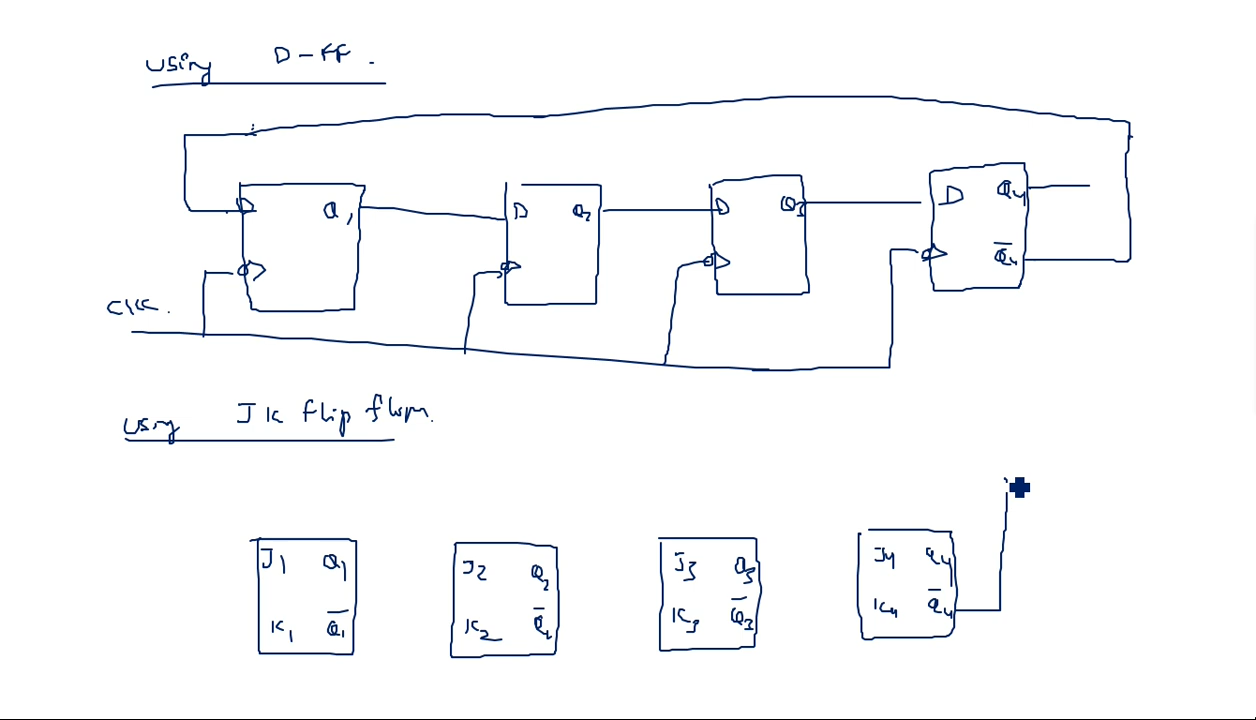 Using D-FF.
D Q1 D Q2 D Q3 D Q4
Q̅4
Clk.
Using JK flip flop.
J1 Q1 J2 Q2 J3 Q3 J4 Q4
K1 Q̅1 K2 Q̅2 K3 Q̅3 K4 Q̅4